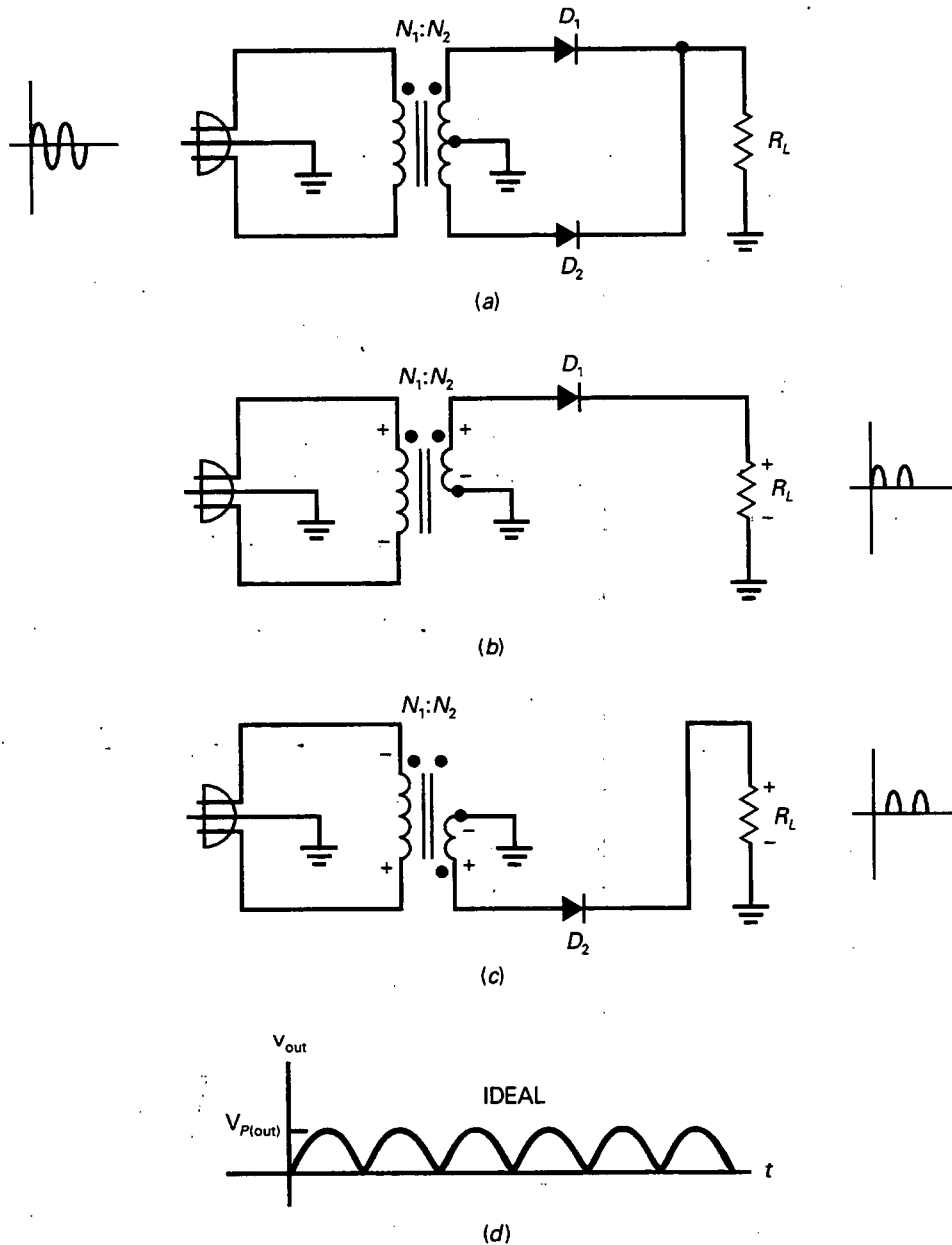 N1:N2
D1
RL
D2
(a)
N1:N2
D1
+
+
−
−
+
RL
−
(b)
N1:N2
−
+
−
+
+
RL
−
D2
(c)
vout
IDEAL
VP(out)
t
(d)